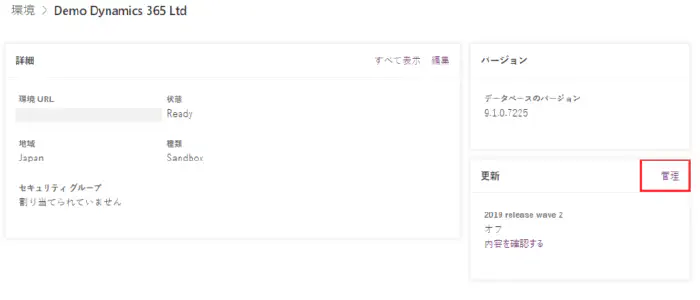 環境 > Demo Dynamics 365 Ltd
詳細
すべて表示 編集
環境 URL
状態
Ready
地域
Japan
種類
Sandbox
セキュリティ グループ
割り当てられていません
バージョン
データベースのバージョン
9.1.0.7225
更新
管理
2019 release wave 2
オフ
内容を確認する